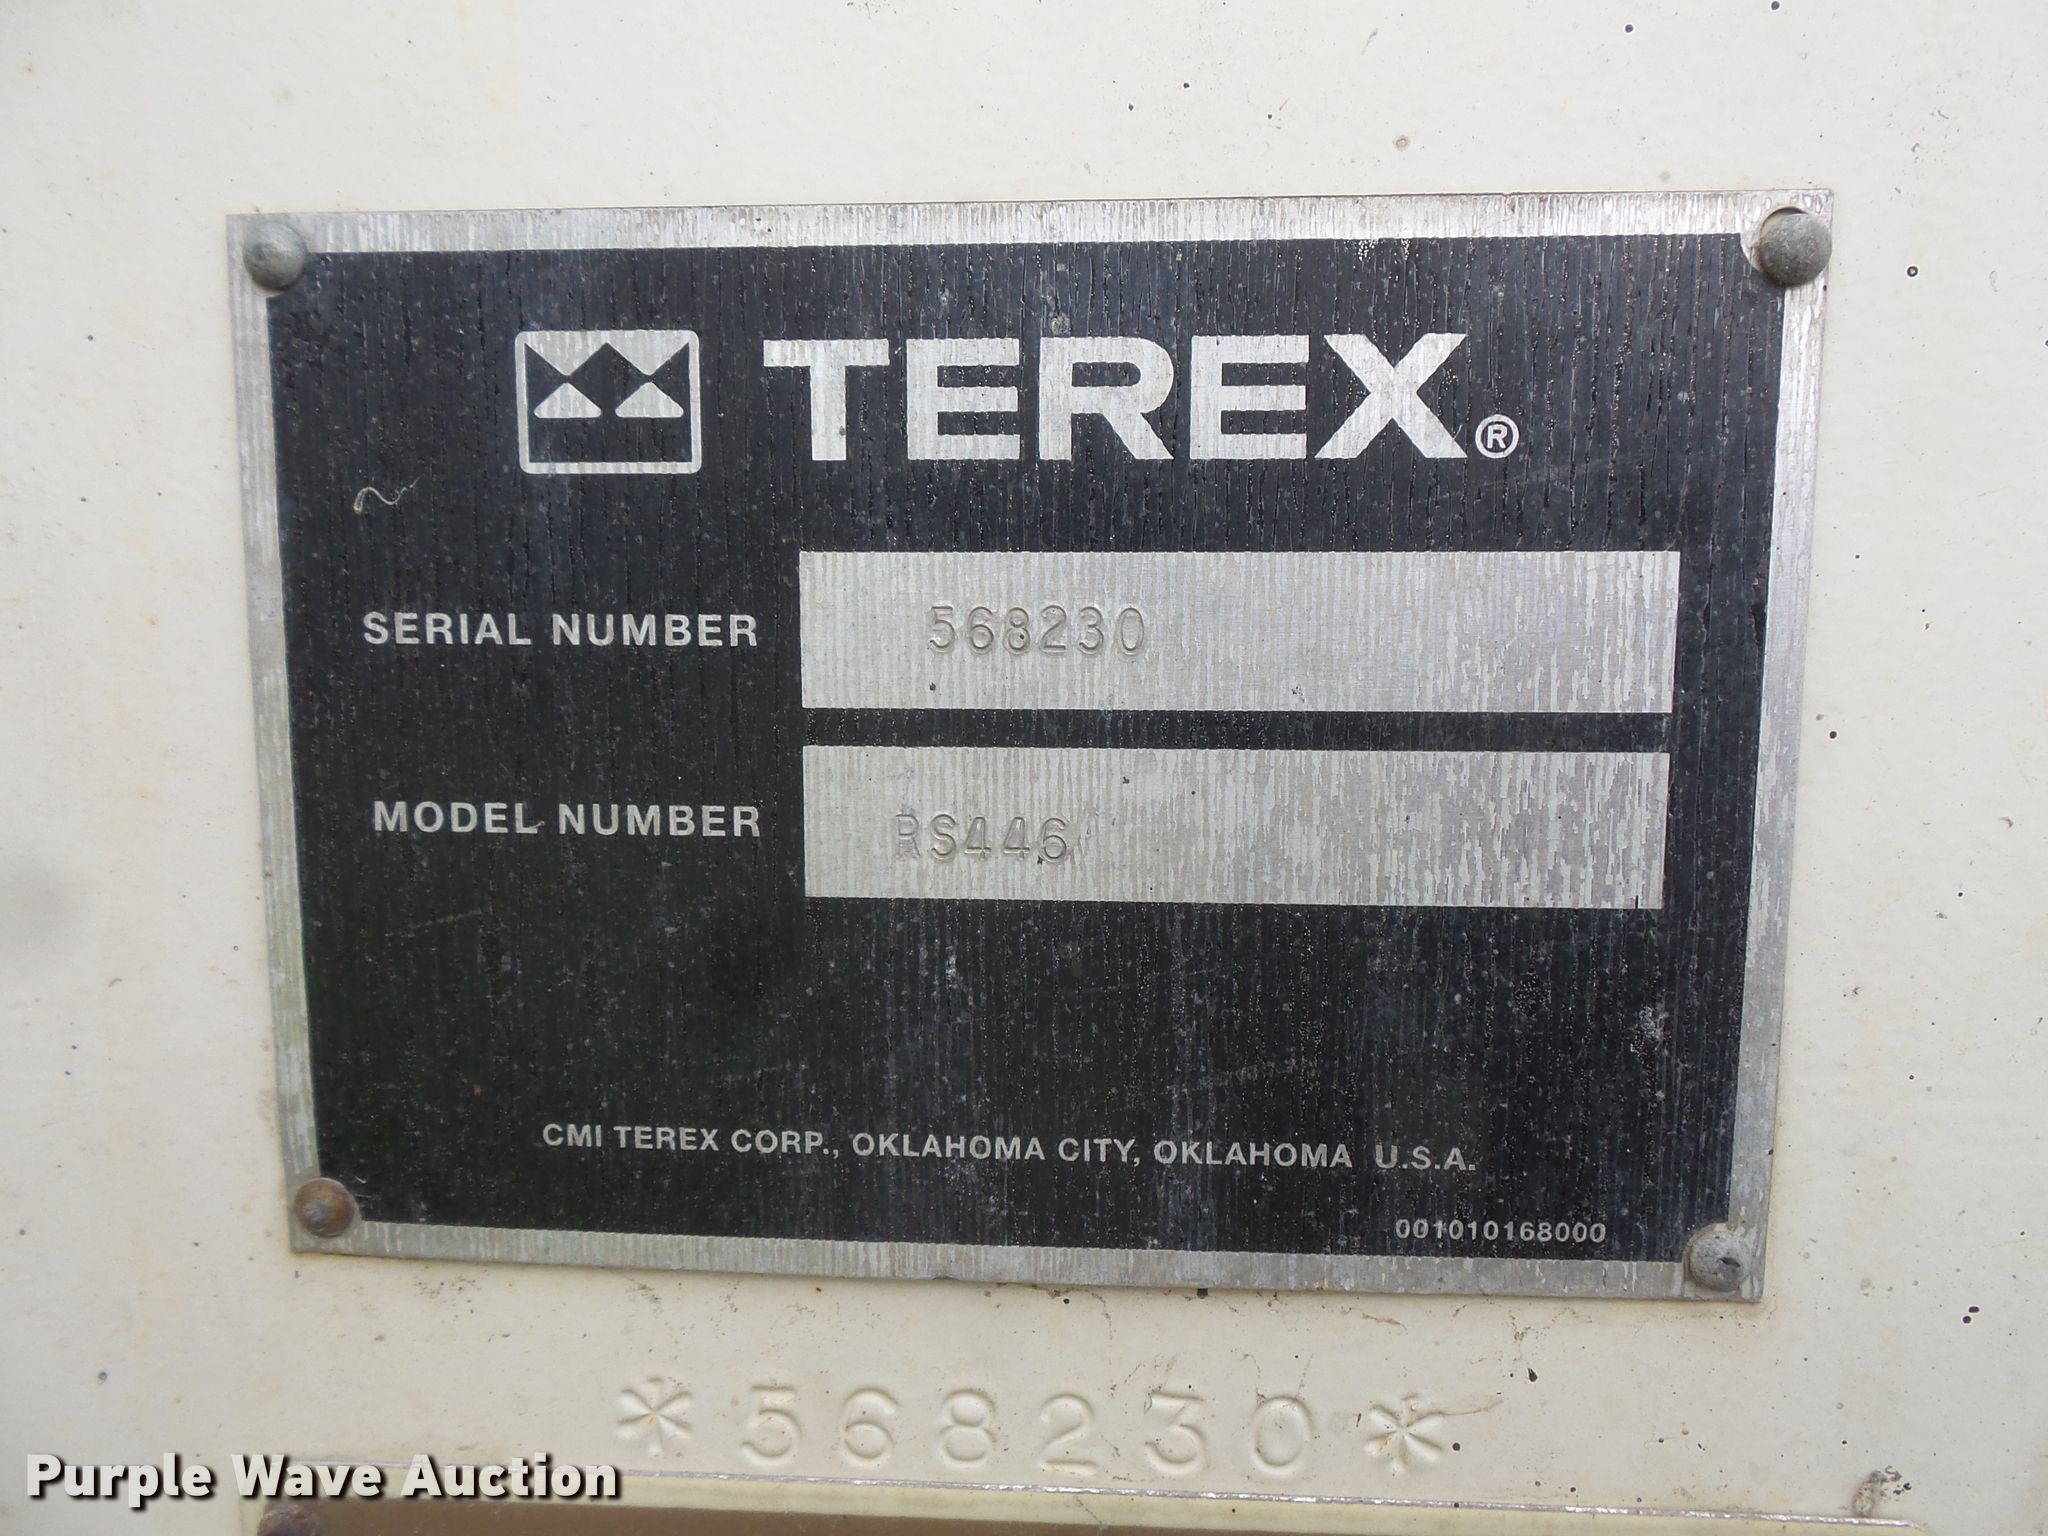 TEREX®
SERIAL NUMBER 568230
MODEL NUMBER RS446
CMI TEREX CORP., OKLAHOMA CITY, OKLAHOMA U.S.A.
001010168000
*568230*
Purple Wave Auction